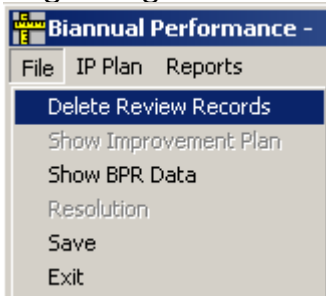 Biannual Performance -
File IP Plan Reports
Delete Review Records
Show Improvement Plan
Show BPR Data
Resolution
Save
Exit